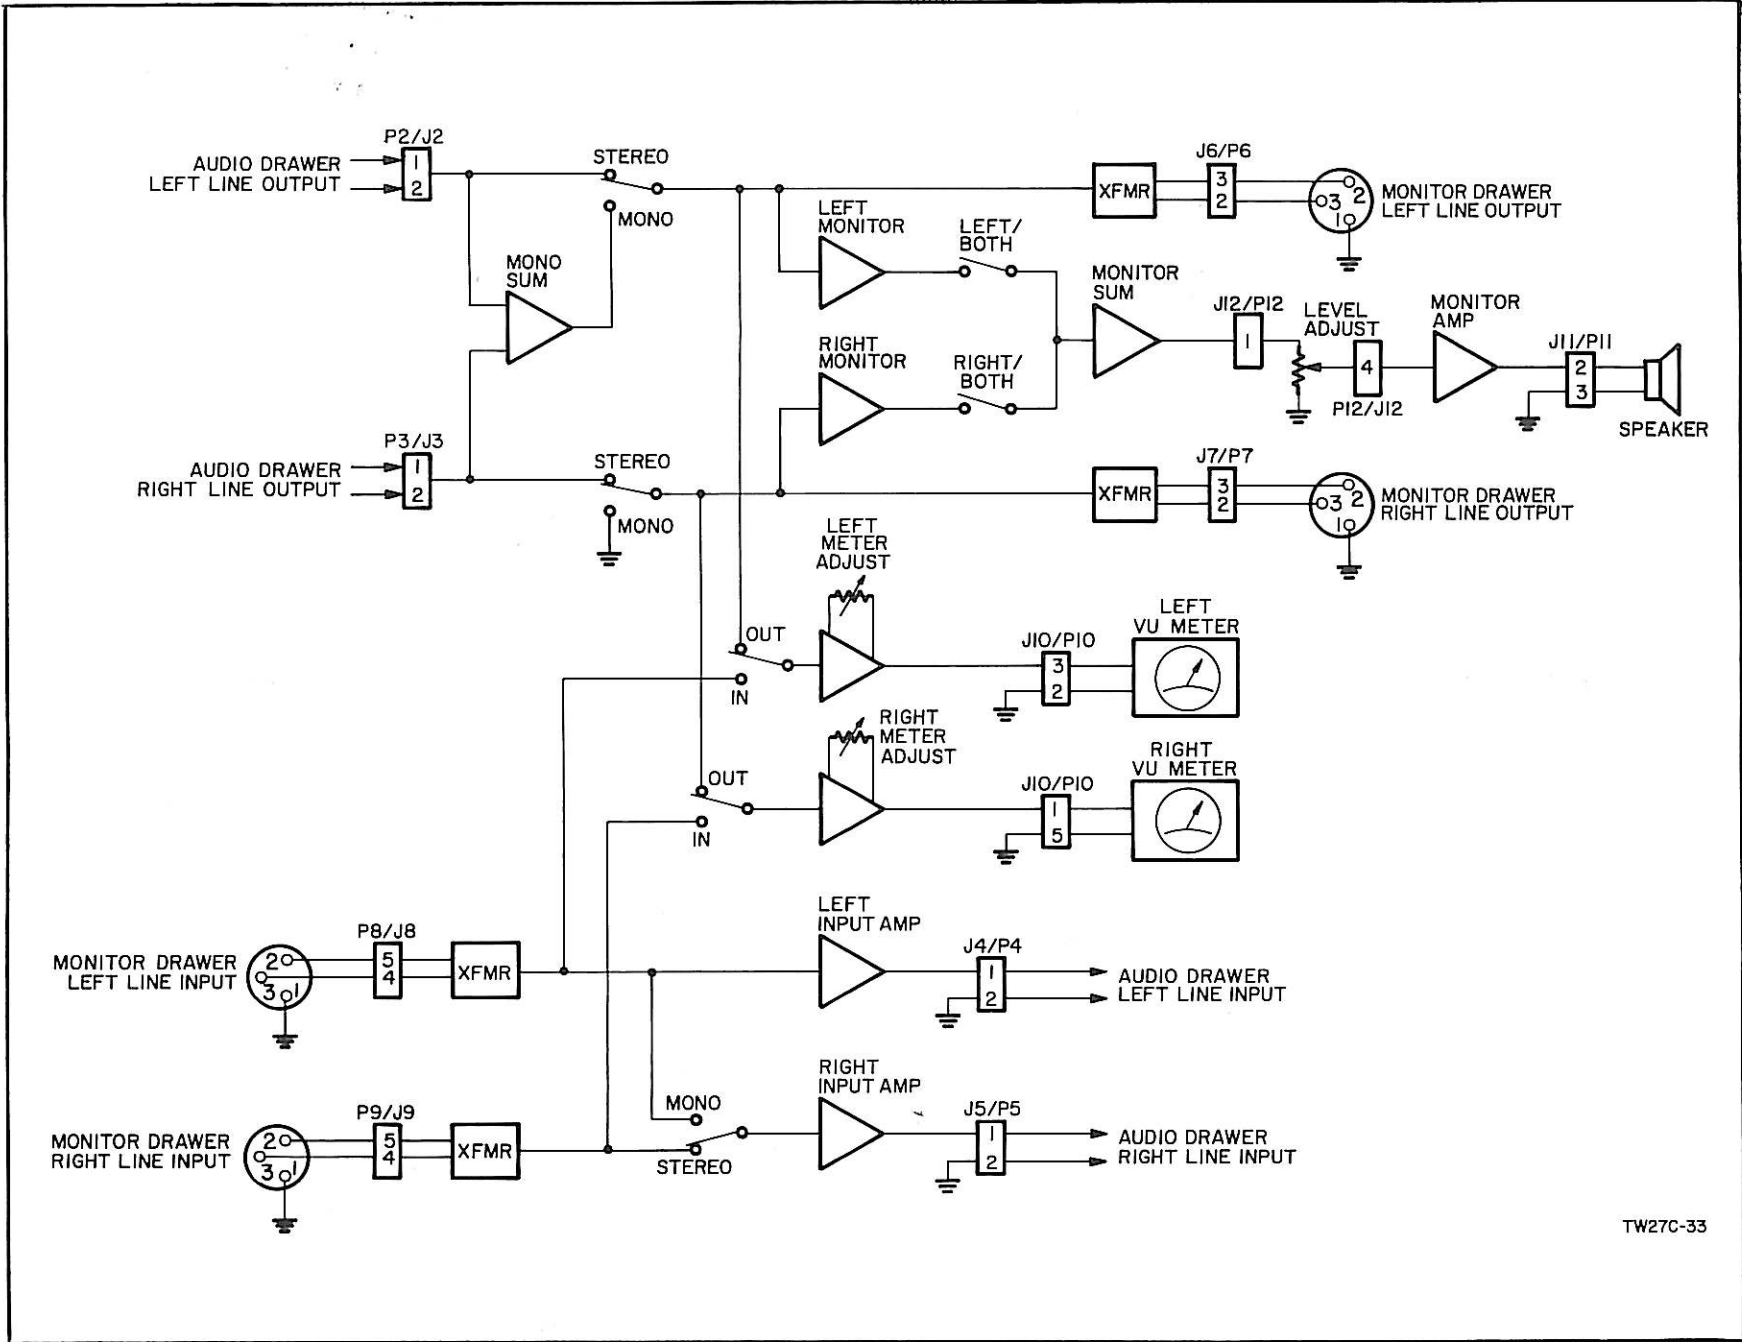 P2/J2
AUDIO DRAWER
LEFT LINE OUTPUT
1
2
STEREO
MONO
MONO
SUM
LEFT
MONITOR
LEFT/
BOTH
XFMR
J6/P6
3
2
2
3
1
MONITOR DRAWER
LEFT LINE OUTPUT
MONITOR
SUM
J12/P12
1
LEVEL
ADJUST
4
P12/J12
MONITOR
AMP
J11/P11
2
3
SPEAKER
RIGHT
MONITOR
RIGHT/
BOTH
P3/J3
AUDIO DRAWER
RIGHT LINE OUTPUT
1
2
STEREO
MONO
XFMR
J7/P7
3
2
2
3
1
MONITOR DRAWER
RIGHT LINE OUTPUT
LEFT
METER
ADJUST
OUT
IN
J10/P10
3
2
LEFT
VU METER
RIGHT
METER
ADJUST
OUT
IN
J10/P10
1
5
RIGHT
VU METER
MONITOR DRAWER
LEFT LINE INPUT
2
3
1
P8/J8
5
4
XFMR
LEFT
INPUT AMP
J4/P4
1
2
AUDIO DRAWER
LEFT LINE INPUT
MONITOR DRAWER
RIGHT LINE INPUT
2
3
1
P9/J9
5
4
XFMR
MONO
STEREO
RIGHT
INPUT AMP
J5/P5
1
2
AUDIO DRAWER
RIGHT LINE INPUT
TW27C-33